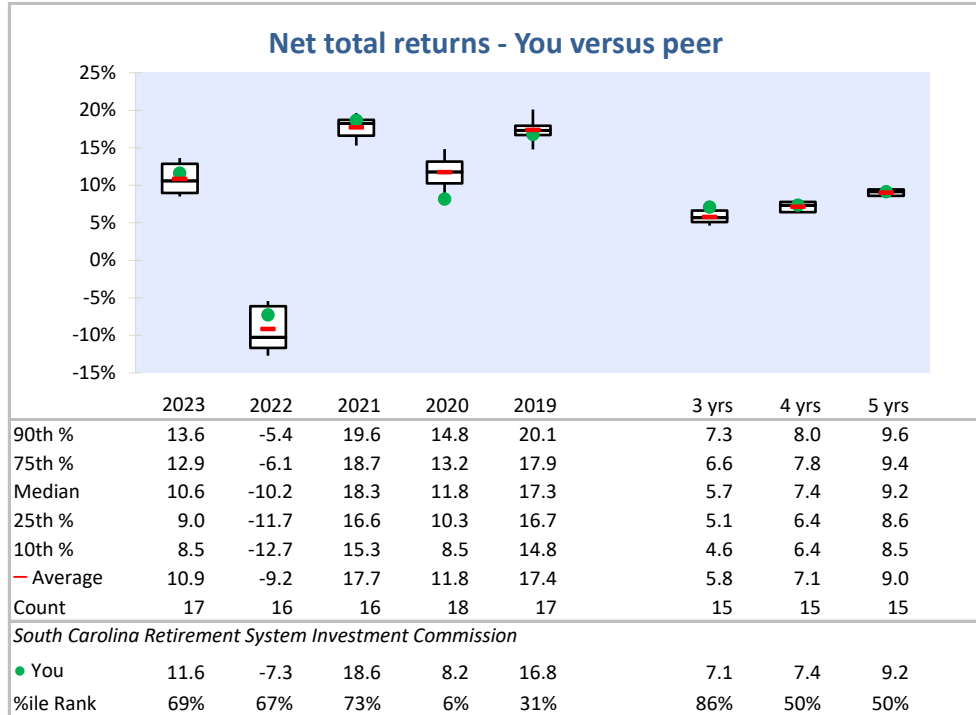 Net total returns - You versus peer
25%
20%
15%
10%
5%
0%
-5%
-10%
-15%
2023 2022 2021 2020 2019 3 yrs 4 yrs 5 yrs
90th % 13.6 -5.4 19.6 14.8 20.1 7.3 8.0 9.6
75th % 12.9 -6.1 18.7 13.2 17.9 6.6 7.8 9.4
Median 10.6 -10.2 18.3 11.8 17.3 5.7 7.4 9.2
25th % 9.0 -11.7 16.6 10.3 16.7 5.1 6.4 8.6
10th % 8.5 -12.7 15.3 8.5 14.8 4.6 6.4 8.5
Average 10.9 -9.2 17.7 11.8 17.4 5.8 7.1 9.0
Count 17 16 16 18 17 15 15 15
South Carolina Retirement System Investment Commission
You 11.6 -7.3 18.6 8.2 16.8 7.1 7.4 9.2
%ile Rank 69% 67% 73% 6% 31% 86% 50% 50%